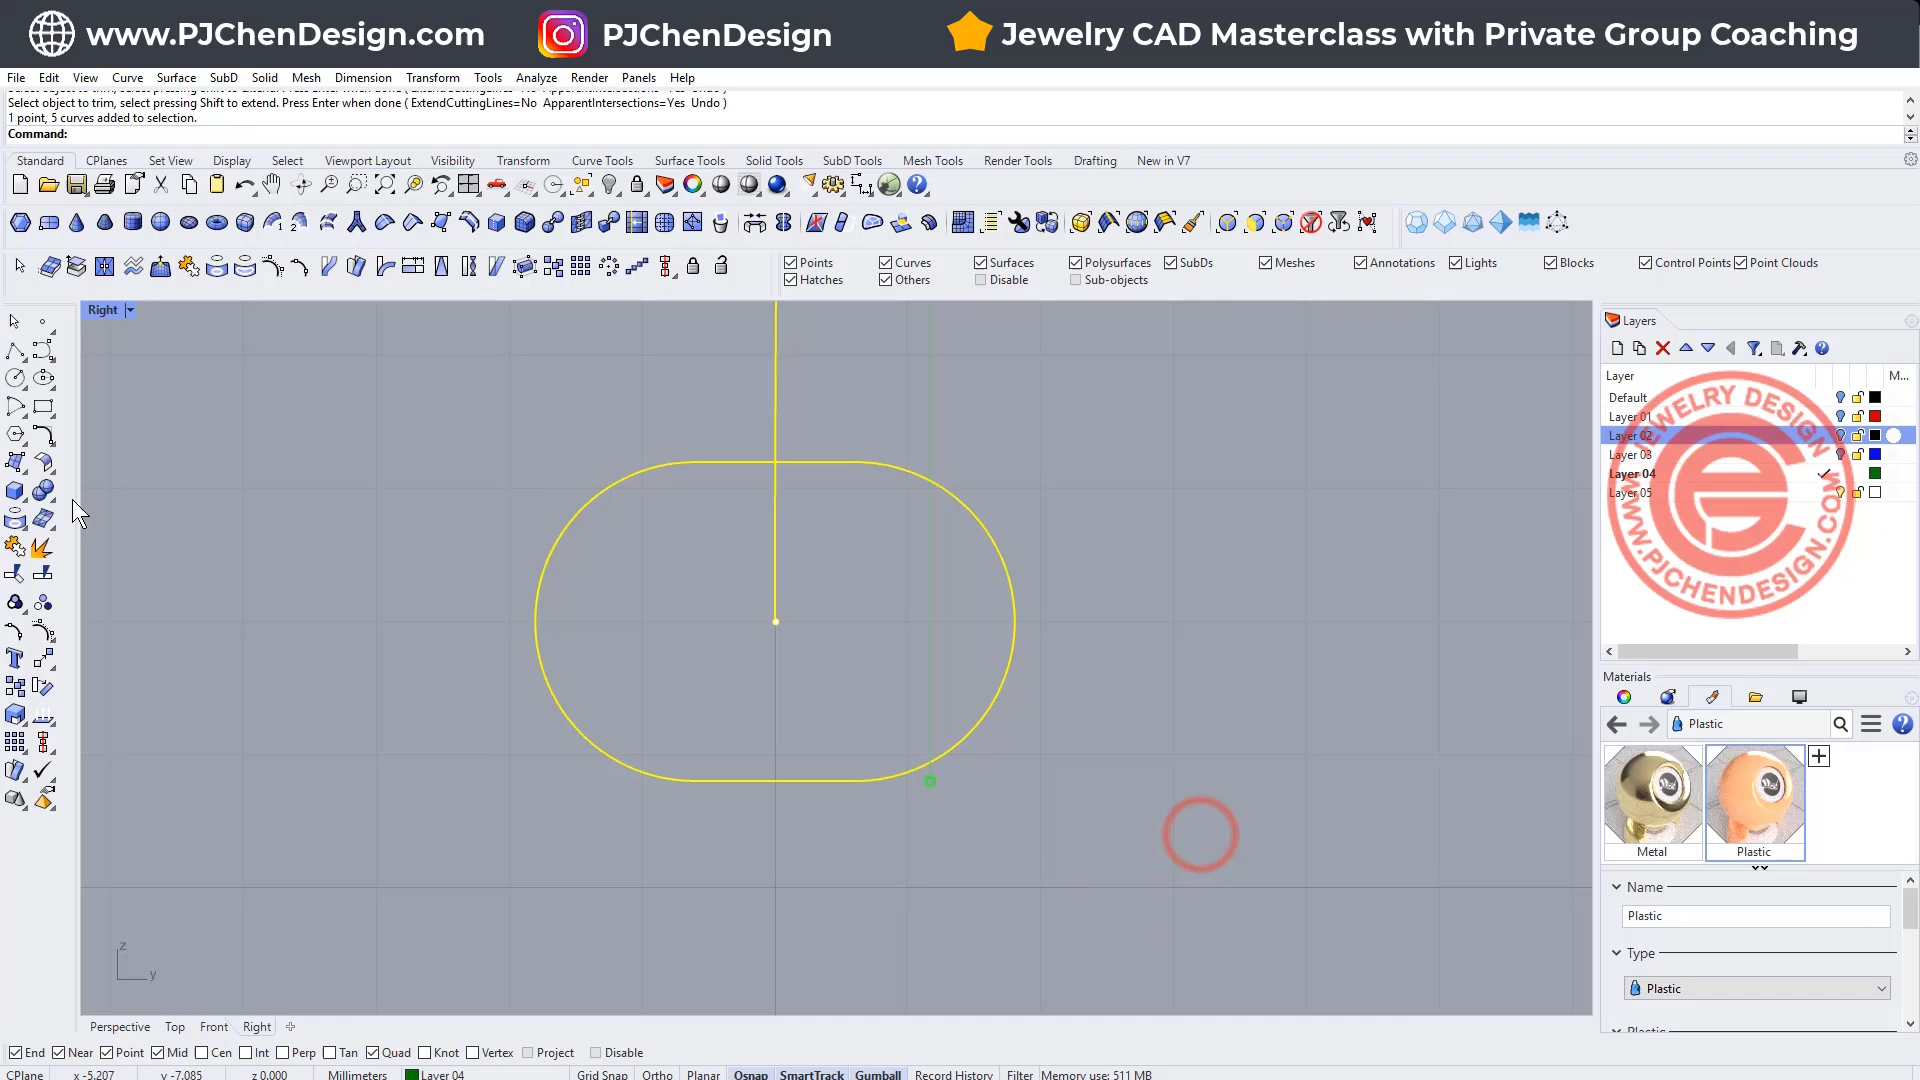 www.PJChenDesign.com PJChenDesign Jewelry CAD Masterclass with Private Group Coaching
File Edit View Curve Surface SubD Solid Mesh Dimension Transform Tools Analyze Render Panels Help
Select object to trim, select pressing Shift to extend. Press Enter when done ( ExtendCuttingLines=No ApparentIntersections=Yes Undo )
1 point, 5 curves added to selection.
Command:
Standard CPlanes Set View Display Select Viewport Layout Visibility Transform Curve Tools Surface Tools Solid Tools SubD Tools Mesh Tools Render Tools Drafting New in V7
Points Curves Surfaces Polysurfaces SubDs Meshes Annotations Lights Blocks Control Points Point Clouds
Hatches Others Disable Sub-objects
Right
Layers
Layer M...
Default
Layer 01
Layer 02
Layer 03
Layer 04
Layer 05
JEWELRY DESIGN
WWW.PJCHENDESIGN.COM
Materials
Plastic
Metal Plastic
Name
Plastic
Type
Plastic
z
y
Perspective Top Front Right
End Near Point Mid Cen Int Perp Tan Quad Knot Vertex Project Disable
CPlane x -5.207 y -7.085 z 0.000 Millimeters Layer 04 Grid Snap Ortho Planar Osnap SmartTrack Gumball Record History Filter Memory use: 511 MB